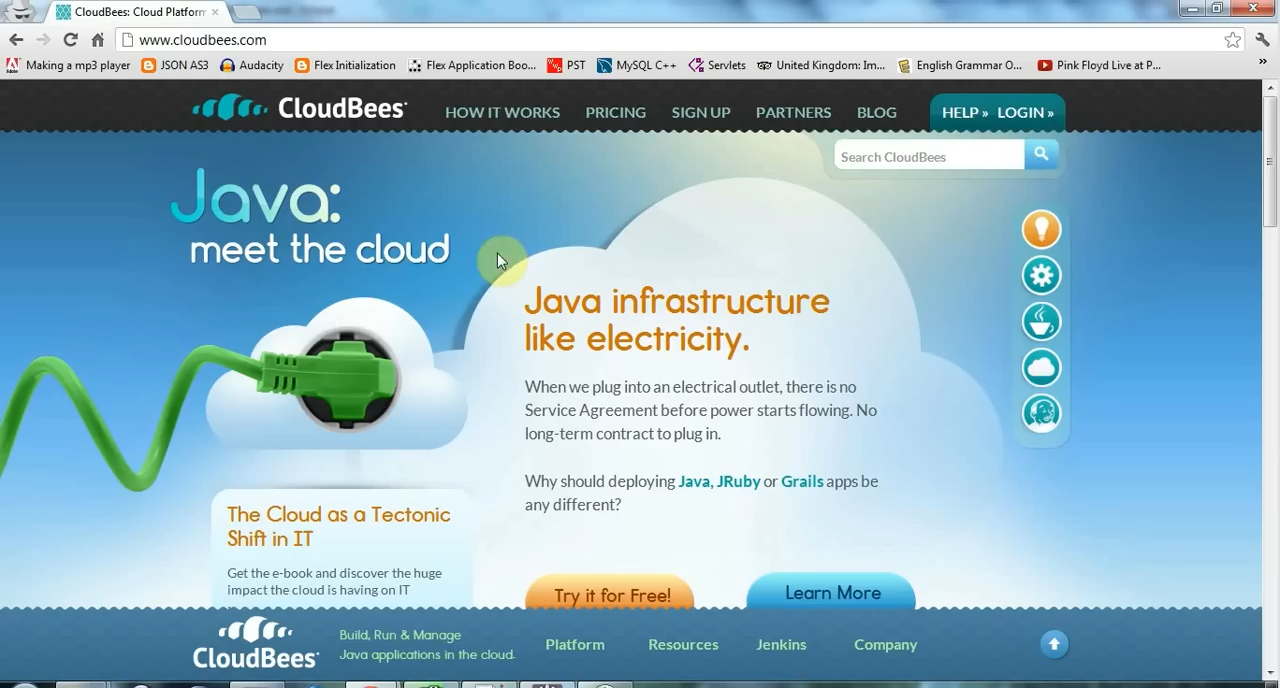 CloudBees: Cloud Platform
www.cloudbees.com
Making a mp3 player
JSON AS3
Audacity
Flex Initialization
Flex Application Boo...
PST
MySQL C++
Servlets
United Kingdom: Im...
English Grammar O...
Pink Floyd Live at P...
CloudBees
HOW IT WORKS
PRICING
SIGN UP
PARTNERS
BLOG
HELP » LOGIN »
Search CloudBees
Java:
meet the cloud
Java infrastructure
like electricity.
When we plug into an electrical outlet, there is no
Service Agreement before power starts flowing. No
long-term contract to plug in.
Why should deploying Java, JRuby or Grails apps be
any different?
The Cloud as a Tectonic
Shift in IT
Get the e-book and discover the huge
impact the cloud is having on IT
Try it for Free!
Learn More
CloudBees
Build, Run & Manage
Java applications in the cloud.
Platform
Resources
Jenkins
Company